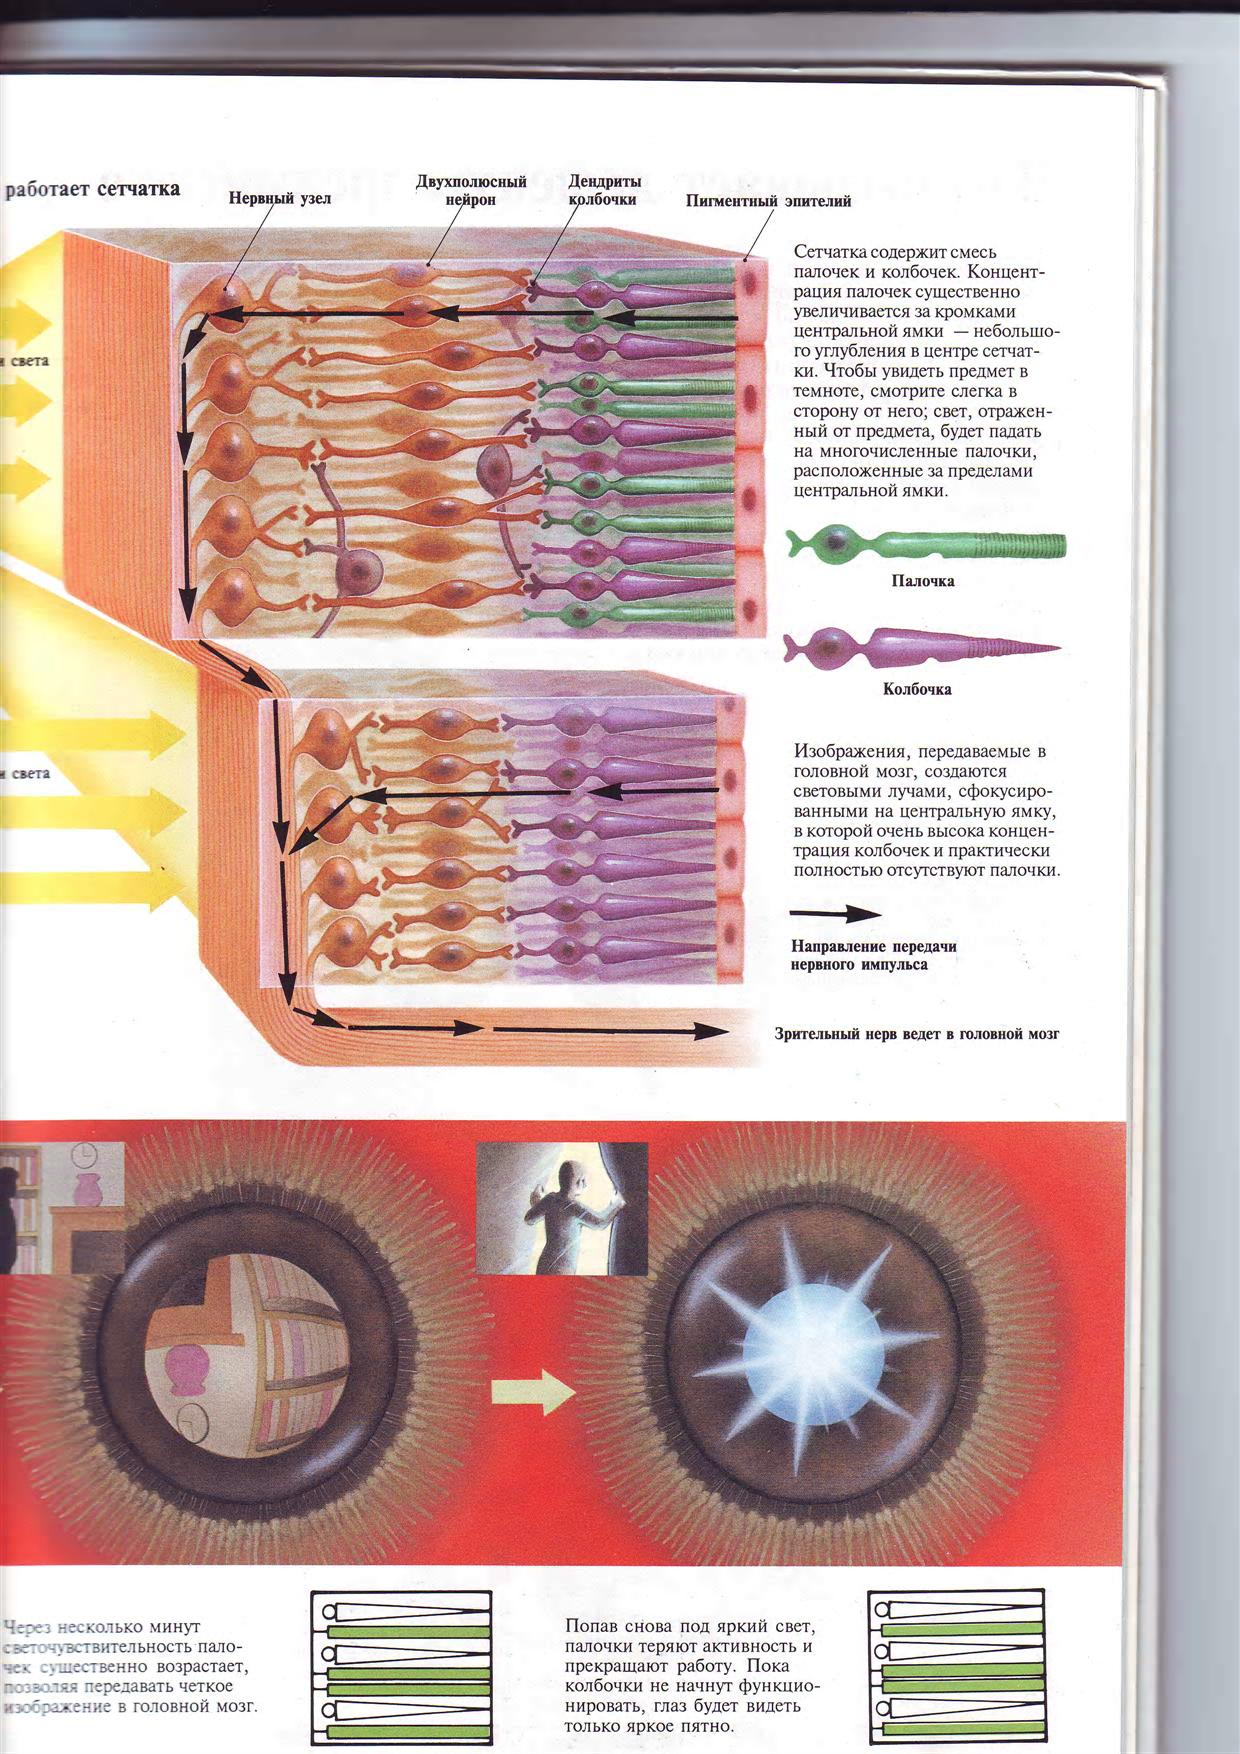 работает сетчатка
Нервный узел
Двухполюсный
нейрон
Дендриты
колбочки
Пигментный эпителий
света
Сетчатка содержит смесь
палочек и колбочек. Концент-
рация палочек существенно
увеличивается за кромками
центральной ямки — небольшо-
го углубления в центре сетчат-
ки. Чтобы увидеть предмет в
темноте, смотрите слегка в
сторону от него; свет, отражен-
ный от предмета, будет падать
на многочисленные палочки,
расположенные за пределами
центральной ямки.
Палочка
Колбочка
света
Изображения, передаваемые в
головной мозг, создаются
световыми лучами, сфокусиро-
ванными на центральную ямку,
в которой очень высока концен-
трация колбочек и практически
полностью отсутствуют палочки.
Направление передачи
нервного импульса
Зрительный нерв ведет в головной мозг
Через несколько минут
светочувствительность пало-
чек существенно возрастает,
позволяя передавать четкое
изображение в головной мозг.
Попав снова под яркий свет,
палочки теряют активность и
прекращают работу. Пока
колбочки не начнут функцио-
нировать, глаз будет видеть
только яркое пятно.